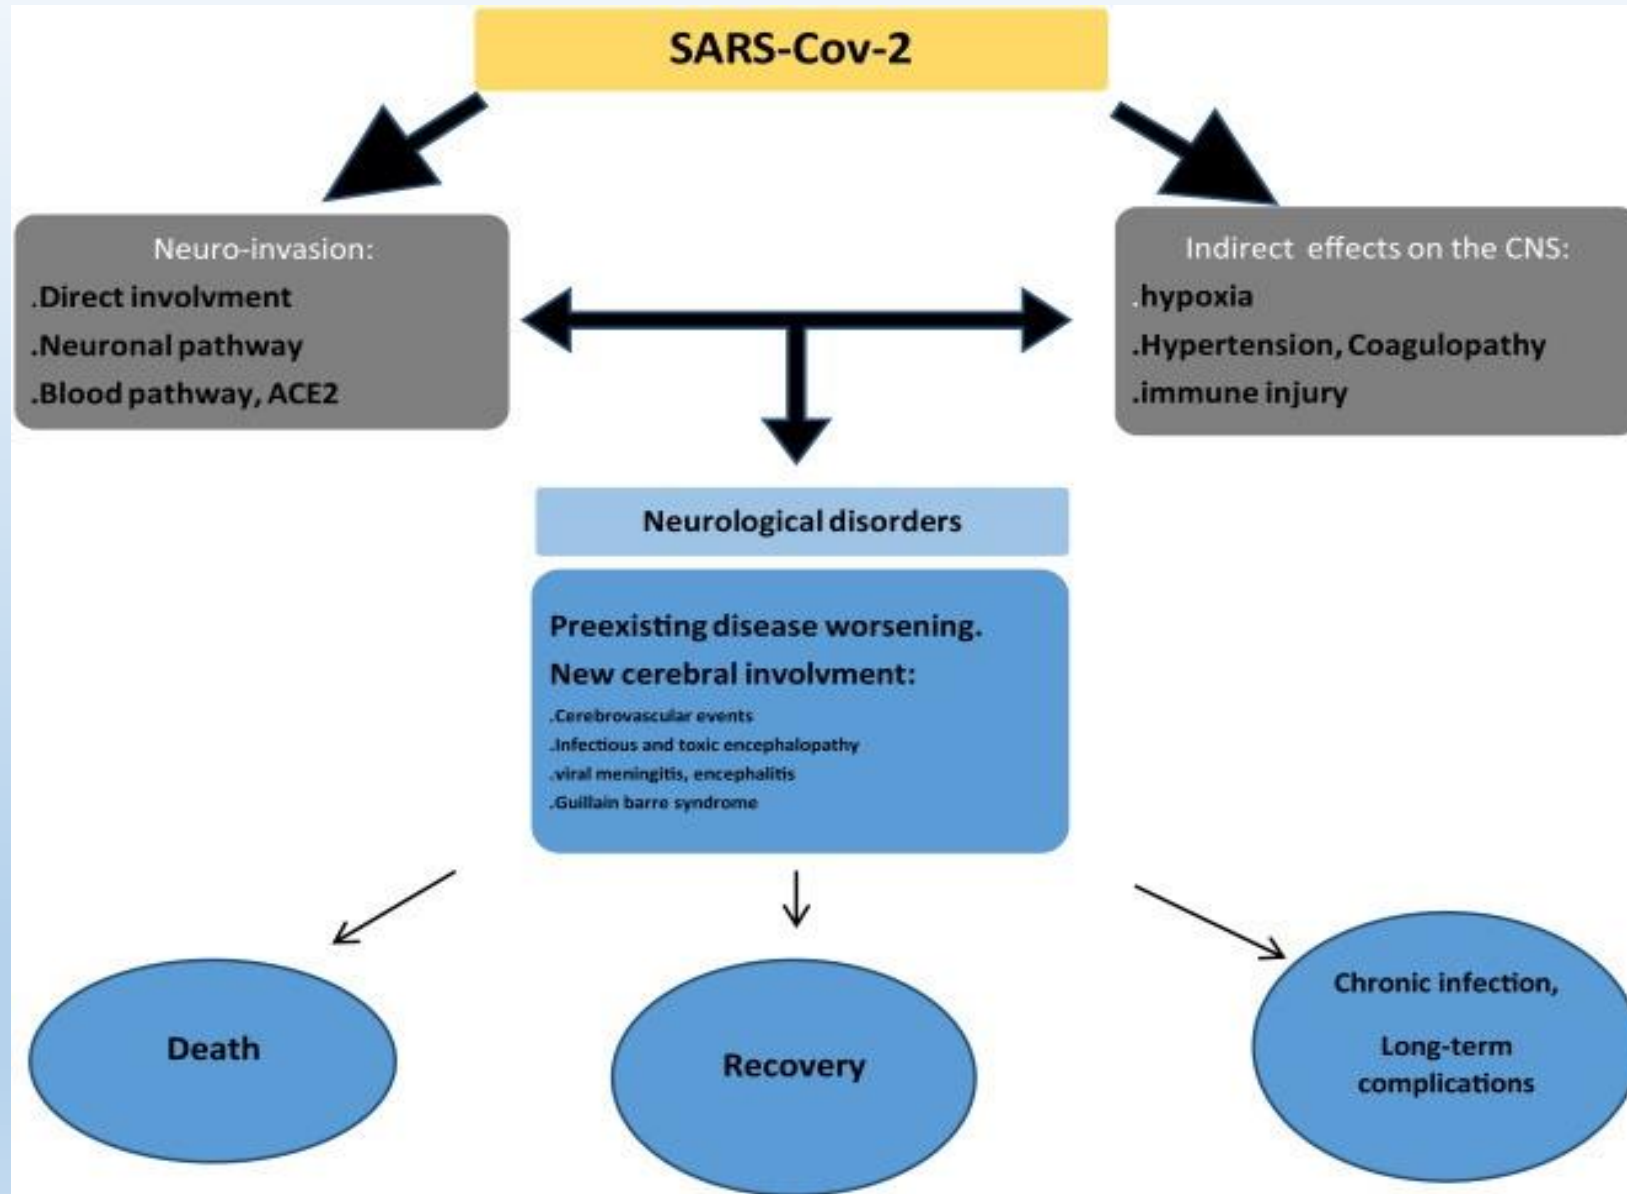 SARS-Cov-2
Neuro-invasion:
.Direct involvment
.Neuronal pathway
.Blood pathway, ACE2
Indirect effects on the CNS:
.hypoxia
.Hypertension, Coagulopathy
.immune injury
Neurological disorders
Preexisting disease worsening.
New cerebral involvment:
.Cerebrovascular events
.Infectious and toxic encephalopathy
.viral meningitis, encephalitis
.Guillain barre syndrome
Death
Recovery
Chronic infection,
Long-term
complications